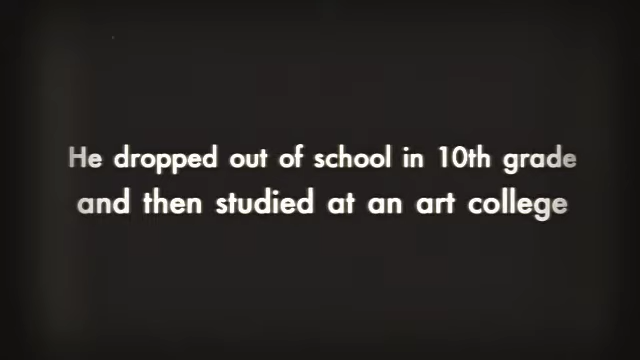 He dropped out of school in 10th grade
and then studied at an art college